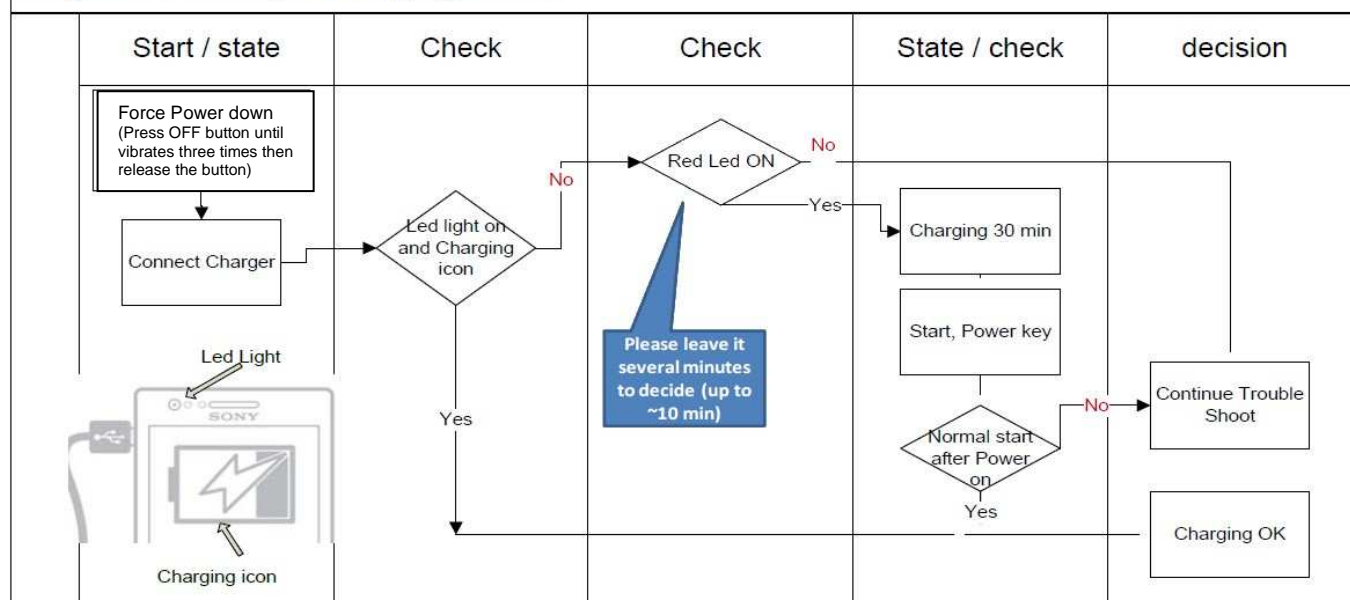 Start / state
Check
Check
State / check
decision
Force Power down
(Press OFF button until
vibrates three times then
release the button)
Connect Charger
Led light on
and Charging
icon
No
Yes
Red Led ON
No
Yes
Please leave it
several minutes
to decide (up to
~10 min)
Charging 30 min
Start, Power key
Normal start
after Power
on
No
Yes
Continue Trouble
Shoot
Charging OK
Led Light
SONY
Charging icon